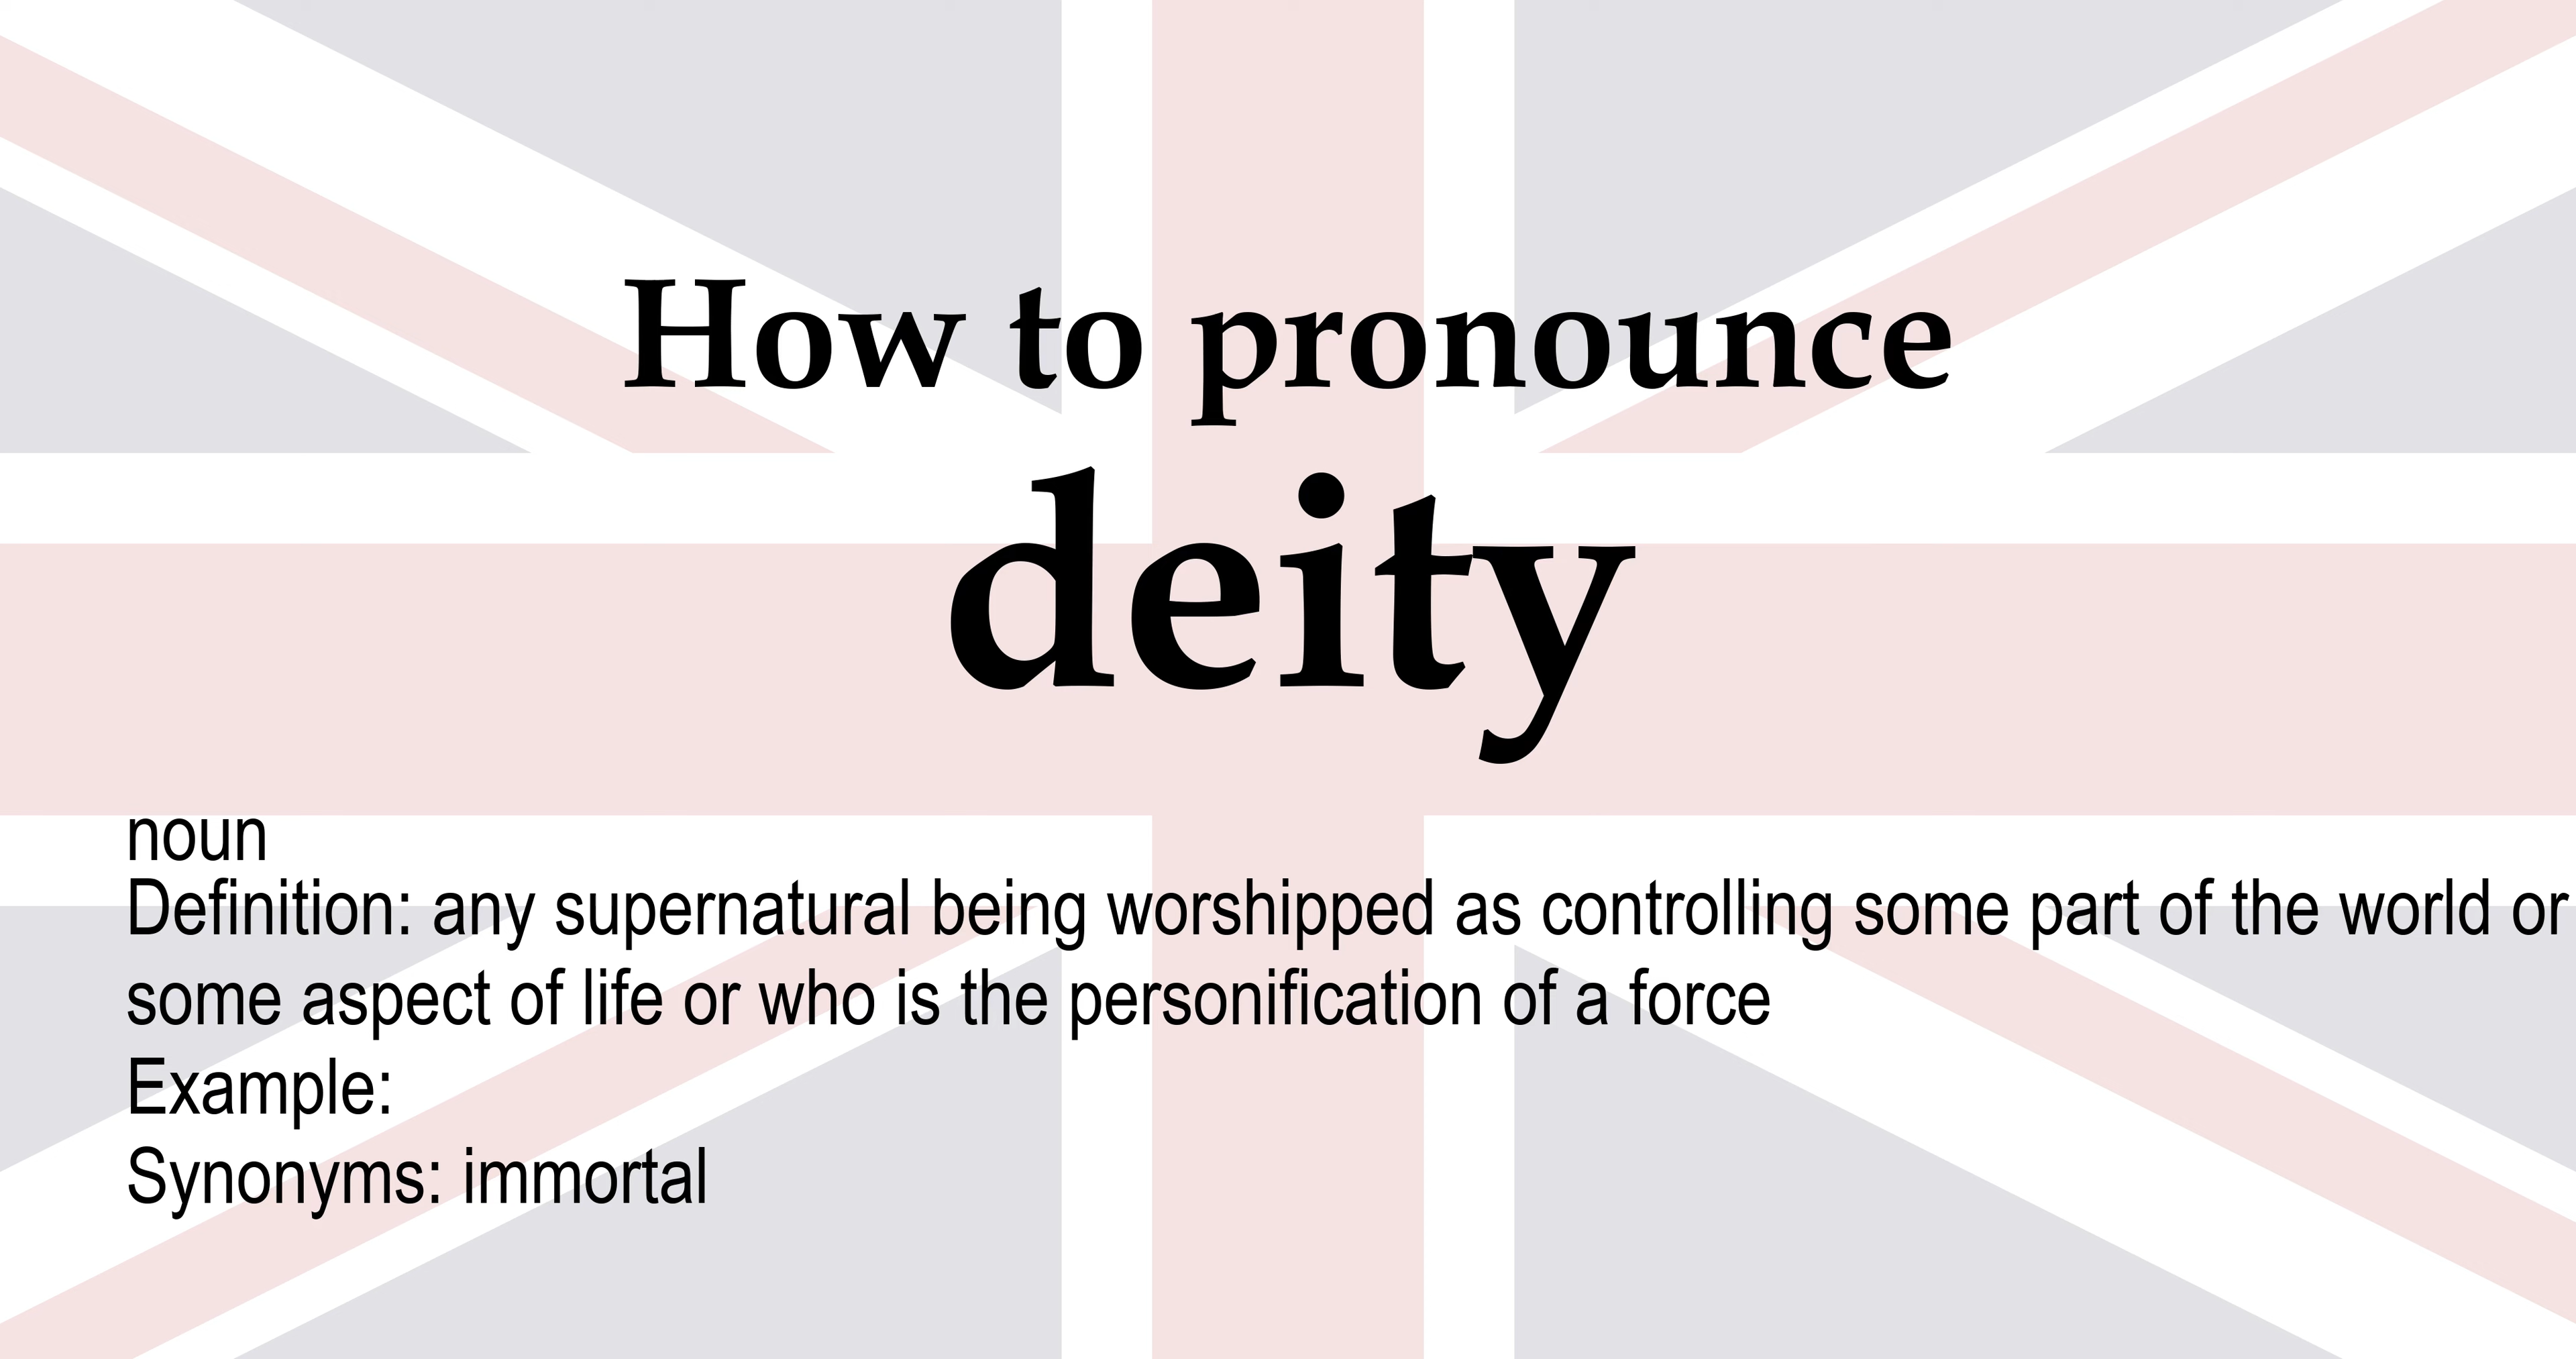 How to pronounce
deity
noun
Definition: any supernatural being worshipped as controlling some part of the world or
some aspect of life or who is the personification of a force
Example:
Synonyms: immortal